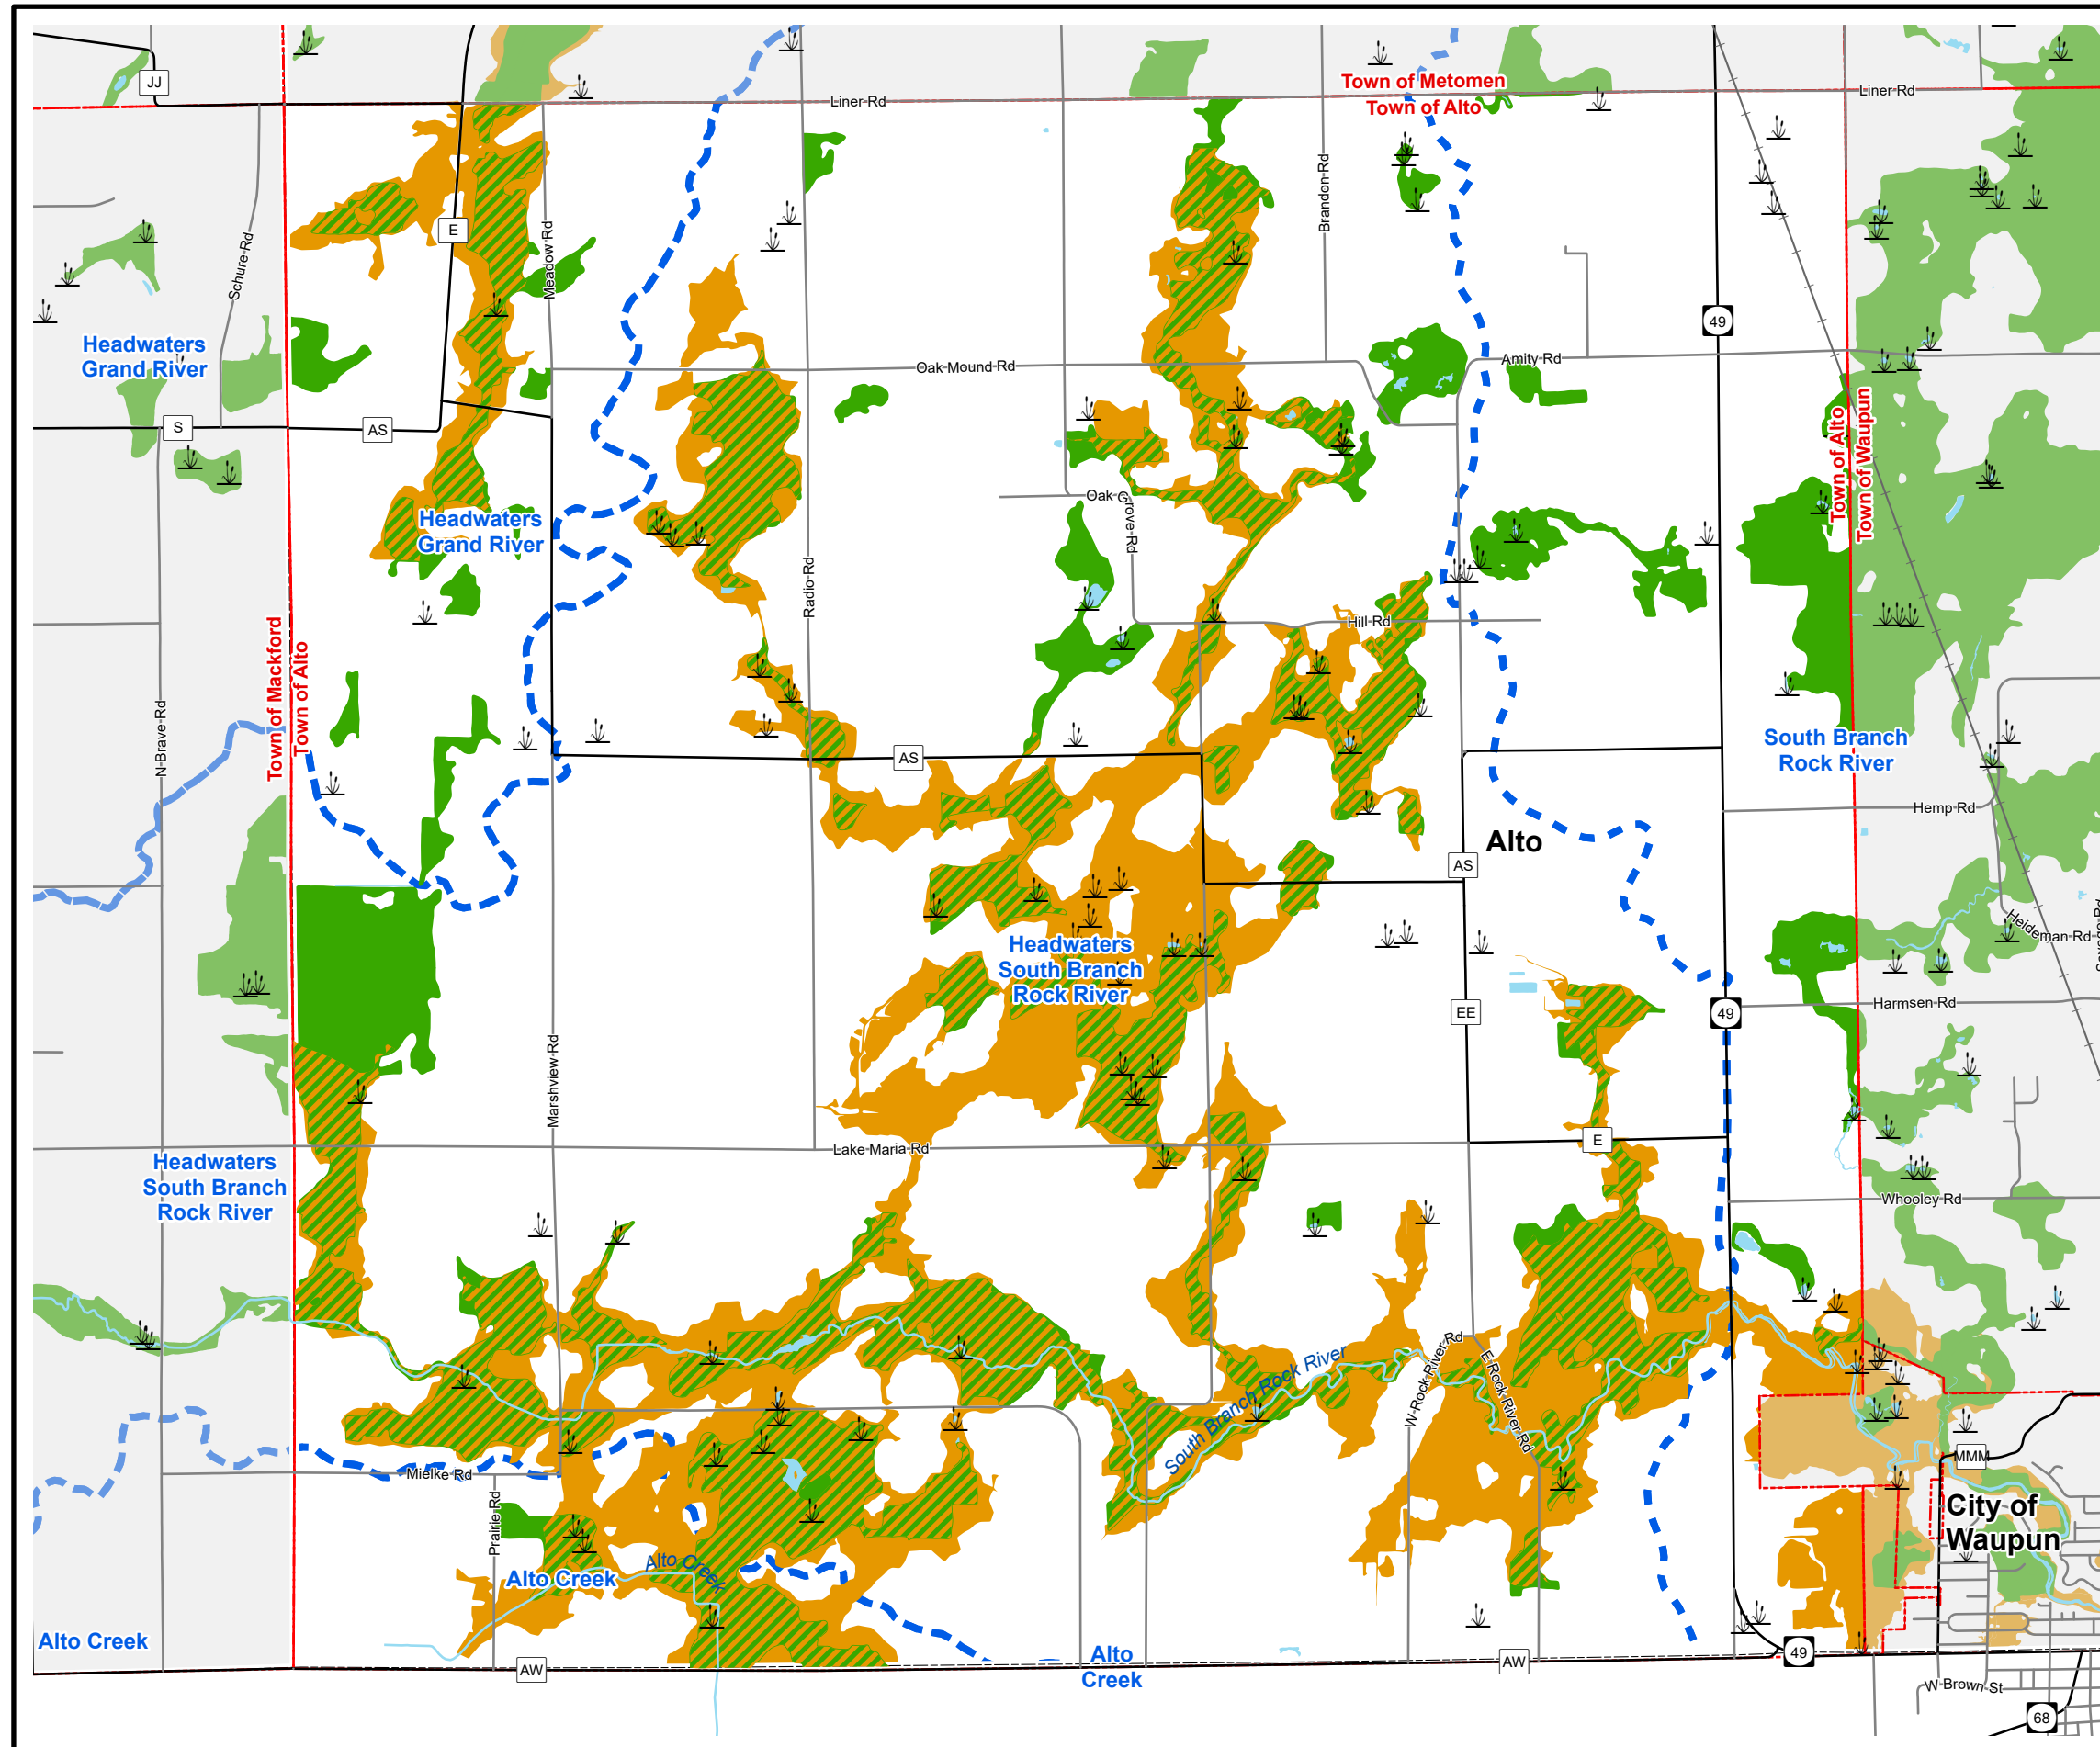 JJ
Liner Rd
Town of Metomen
Town of Alto
Liner Rd
Schure Rd
E
Meadow Rd
Brandon Rd
49
Headwaters
Grand River
Oak Mound Rd
Amity Rd
S
AS
Town of Alto
Town of Waupun
Headwaters
Grand River
Oak Grove Rd
Radio Rd
Hill Rd
Town of Mackford
Town of Alto
N Brave Rd
South Branch
Rock River
AS
Hemp Rd
Alto
AS
Heideman Rd
Headwaters
South Branch
Rock River
Harmsen Rd
EE
49
Marshview Rd
E
Lake Maria Rd
Headwaters
South Branch
Rock River
Whooley Rd
South Branch Rock River
W Rock River Rd
E Rock River Rd
Mielke Rd
MMM
Prairie Rd
City of
Waupun
Alto Creek
Alto Creek
Alto Creek
Alto
Creek
AW
AW
49
W Brown St
68